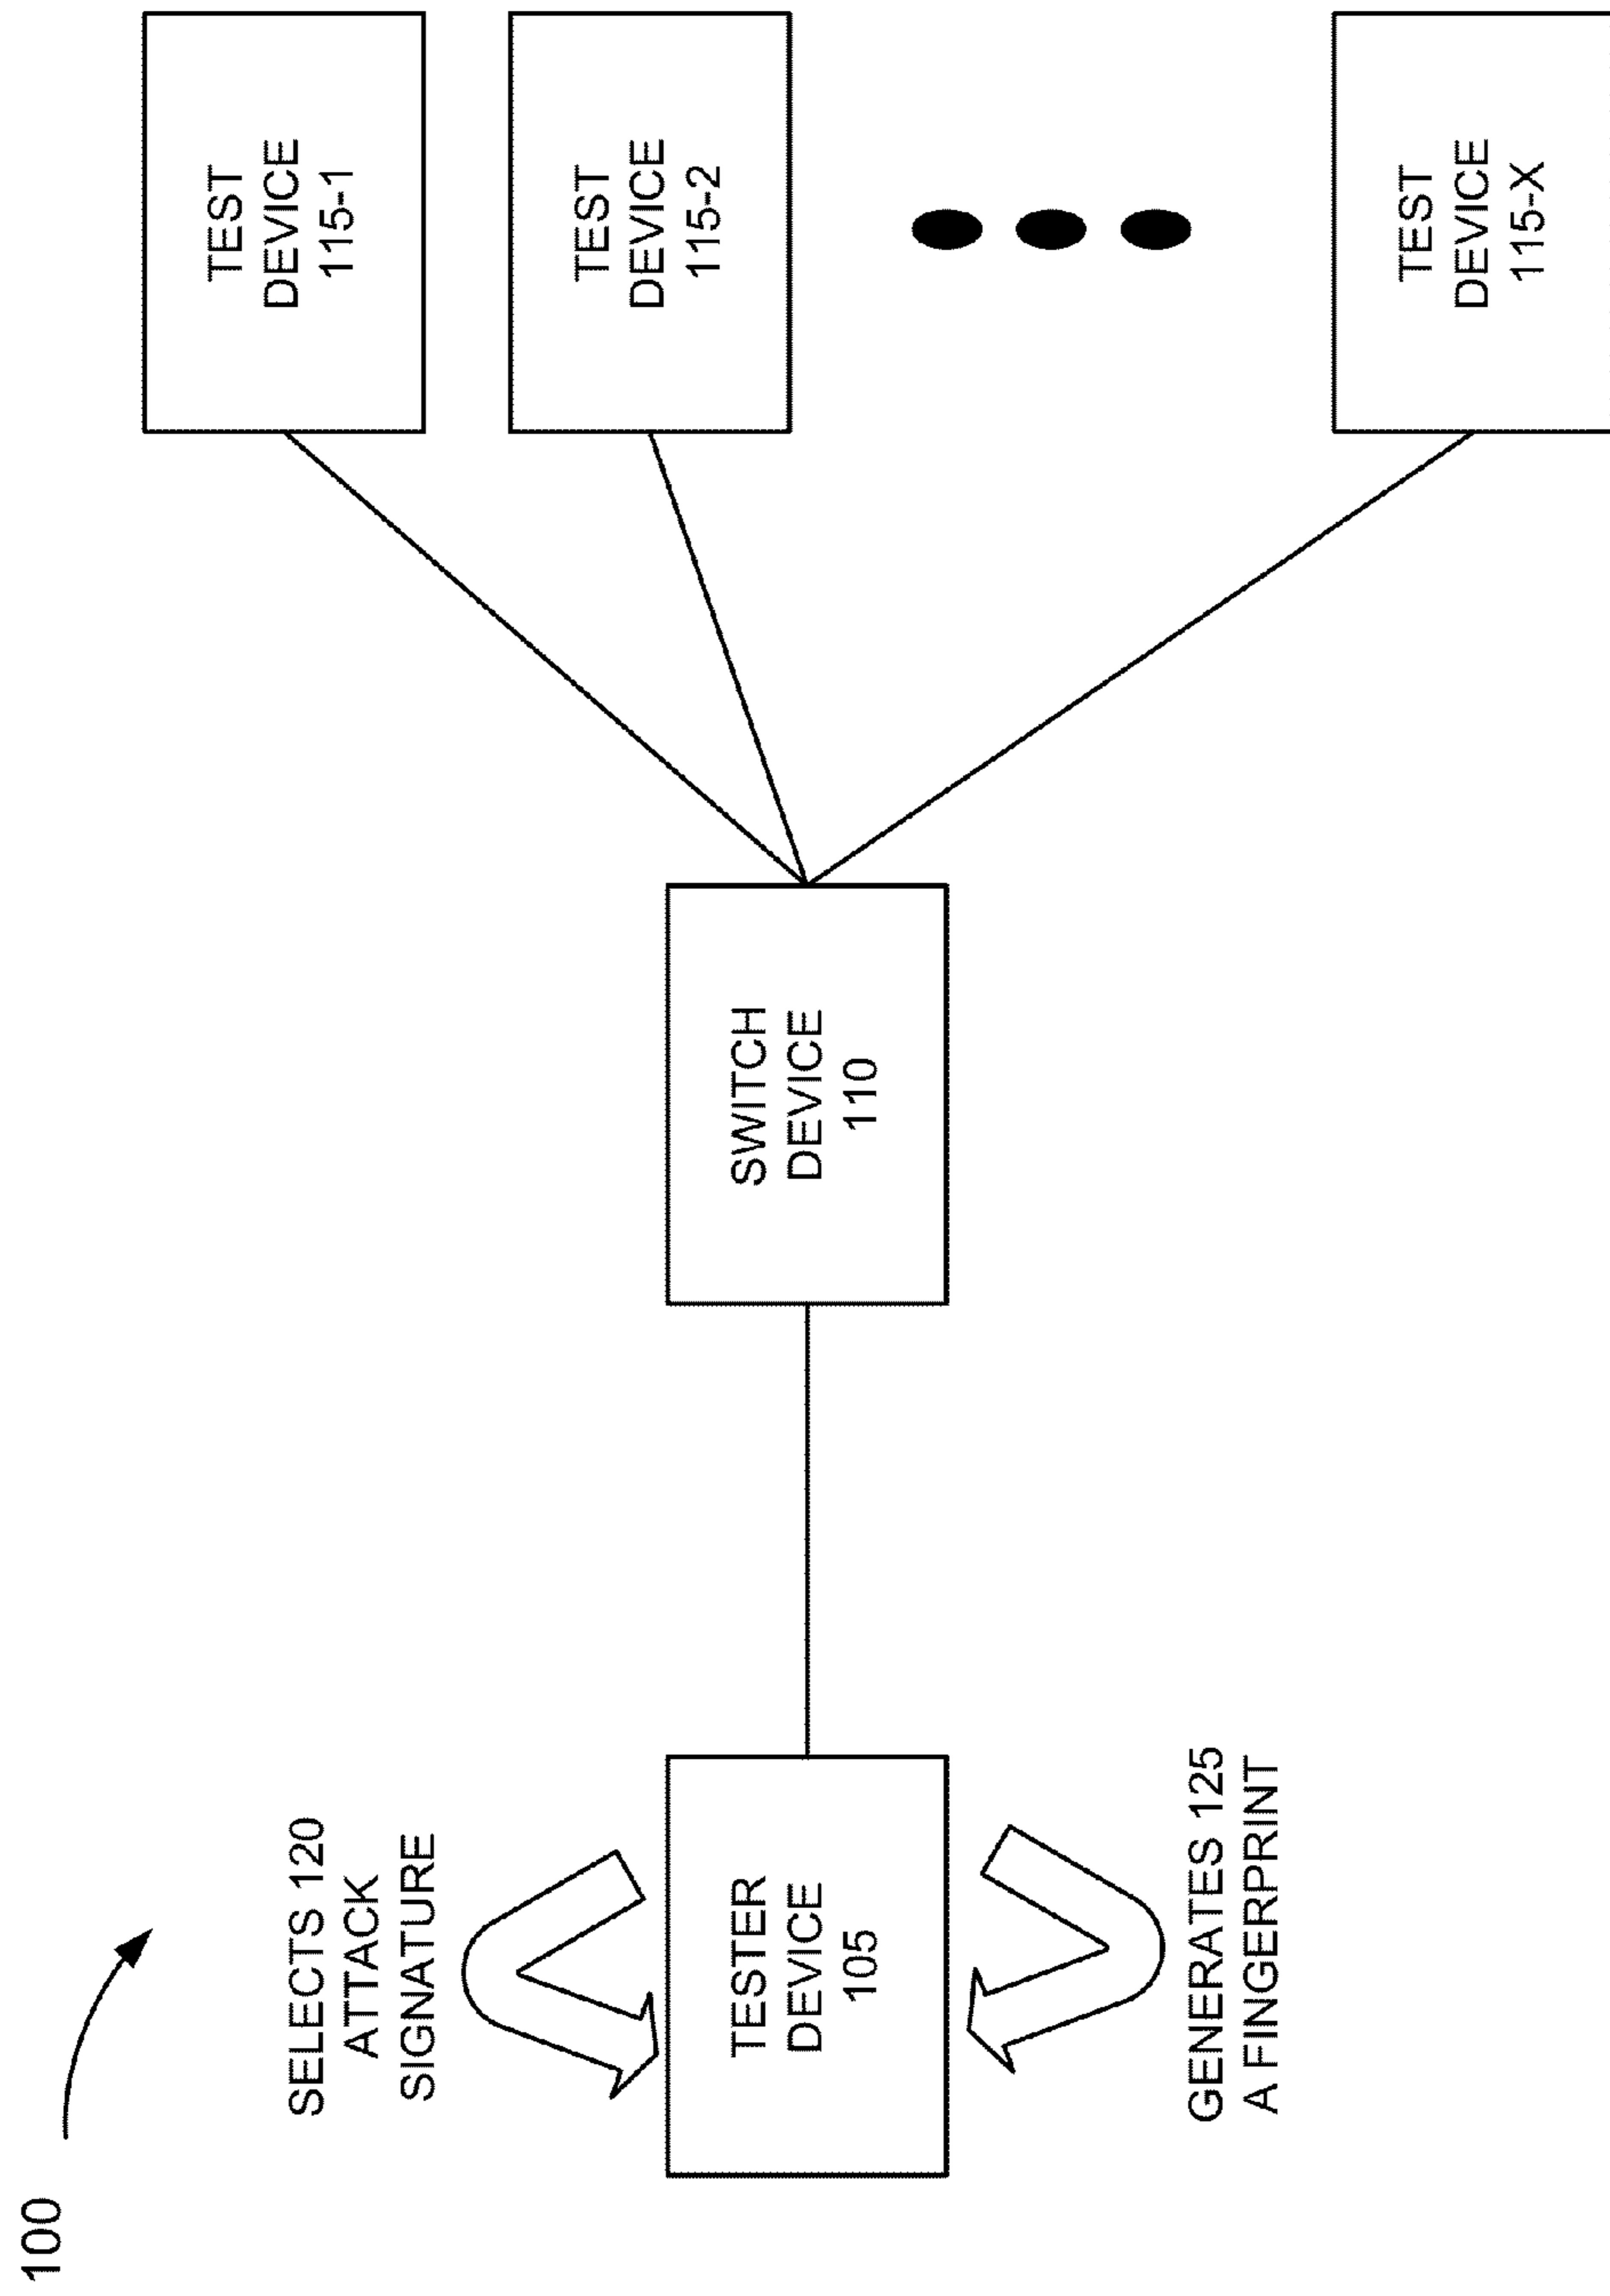 100
SELECTS 120
ATTACK
SIGNATURE
TESTER
DEVICE
105
GENERATES 125
A FINGERPRINT
SWITCH
DEVICE
110
TEST
DEVICE
115-1
TEST
DEVICE
115-2
TEST
DEVICE
115-X